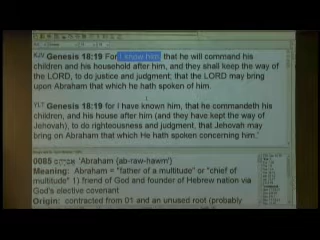 KJV Genesis 18:19 For I know him, that he will command his
children and his household after him, and they shall keep the way of
the LORD, to do justice and judgment; that the LORD may bring
upon Abraham that which he hath spoken of him.
YLT Genesis 18:19 for I have known him, that he commandeth his
children, and his house after him (and they have kept the way of
Jehovah), to do righteousness and judgment, that Jehovah may
bring on Abraham that which He hath spoken concerning him.'
0085 'Abraham {ab-raw-hawm'}
Meaning: Abraham = "father of a multitude" or "chief of
multitude" 1) friend of God and founder of Hebrew nation via
God's elective covenant
Origin: contracted from 01 and an unused root (probably